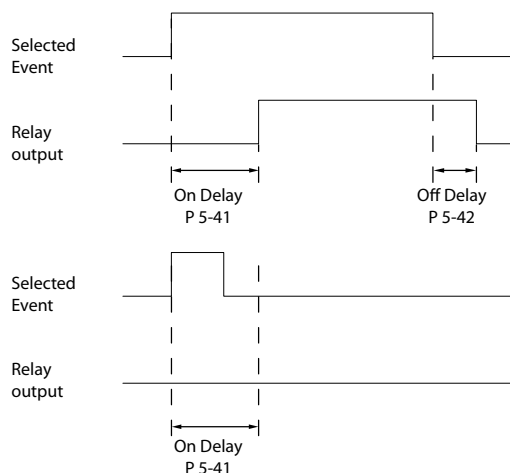 Selected
Event
Relay
output
On Delay
P 5-41
Off Delay
P 5-42
Selected
Event
Relay
output
On Delay
P 5-41